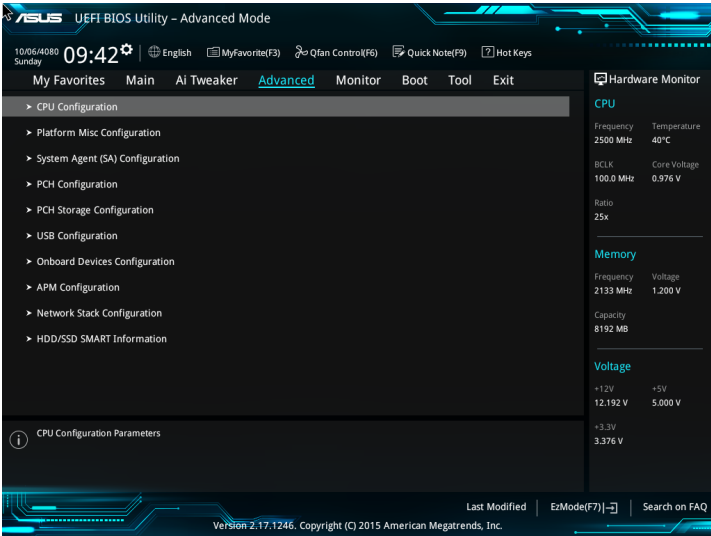 ASUS UEFI BIOS Utility – Advanced Mode
10/06/4080 Sunday 09:42 English MyFavorite(F3) Qfan Control(F6) Quick Note(F9) ? Hot Keys
My Favorites Main Ai Tweaker Advanced Monitor Boot Tool Exit
> CPU Configuration
> Platform Misc Configuration
> System Agent (SA) Configuration
> PCH Configuration
> PCH Storage Configuration
> USB Configuration
> Onboard Devices Configuration
> APM Configuration
> Network Stack Configuration
> HDD/SSD SMART Information
i CPU Configuration Parameters
Hardware Monitor
CPU
Frequency Temperature
2500 MHz 40°C
BCLK Core Voltage
100.0 MHz 0.976 V
Ratio
25x
Memory
Frequency Voltage
2133 MHz 1.200 V
Capacity
8192 MB
Voltage
+12V +5V
12.192 V 5.000 V
+3.3V
3.376 V
Last Modified EzMode(F7)| Search on FAQ
Version 2.17.1246. Copyright (C) 2015 American Megatrends, Inc.